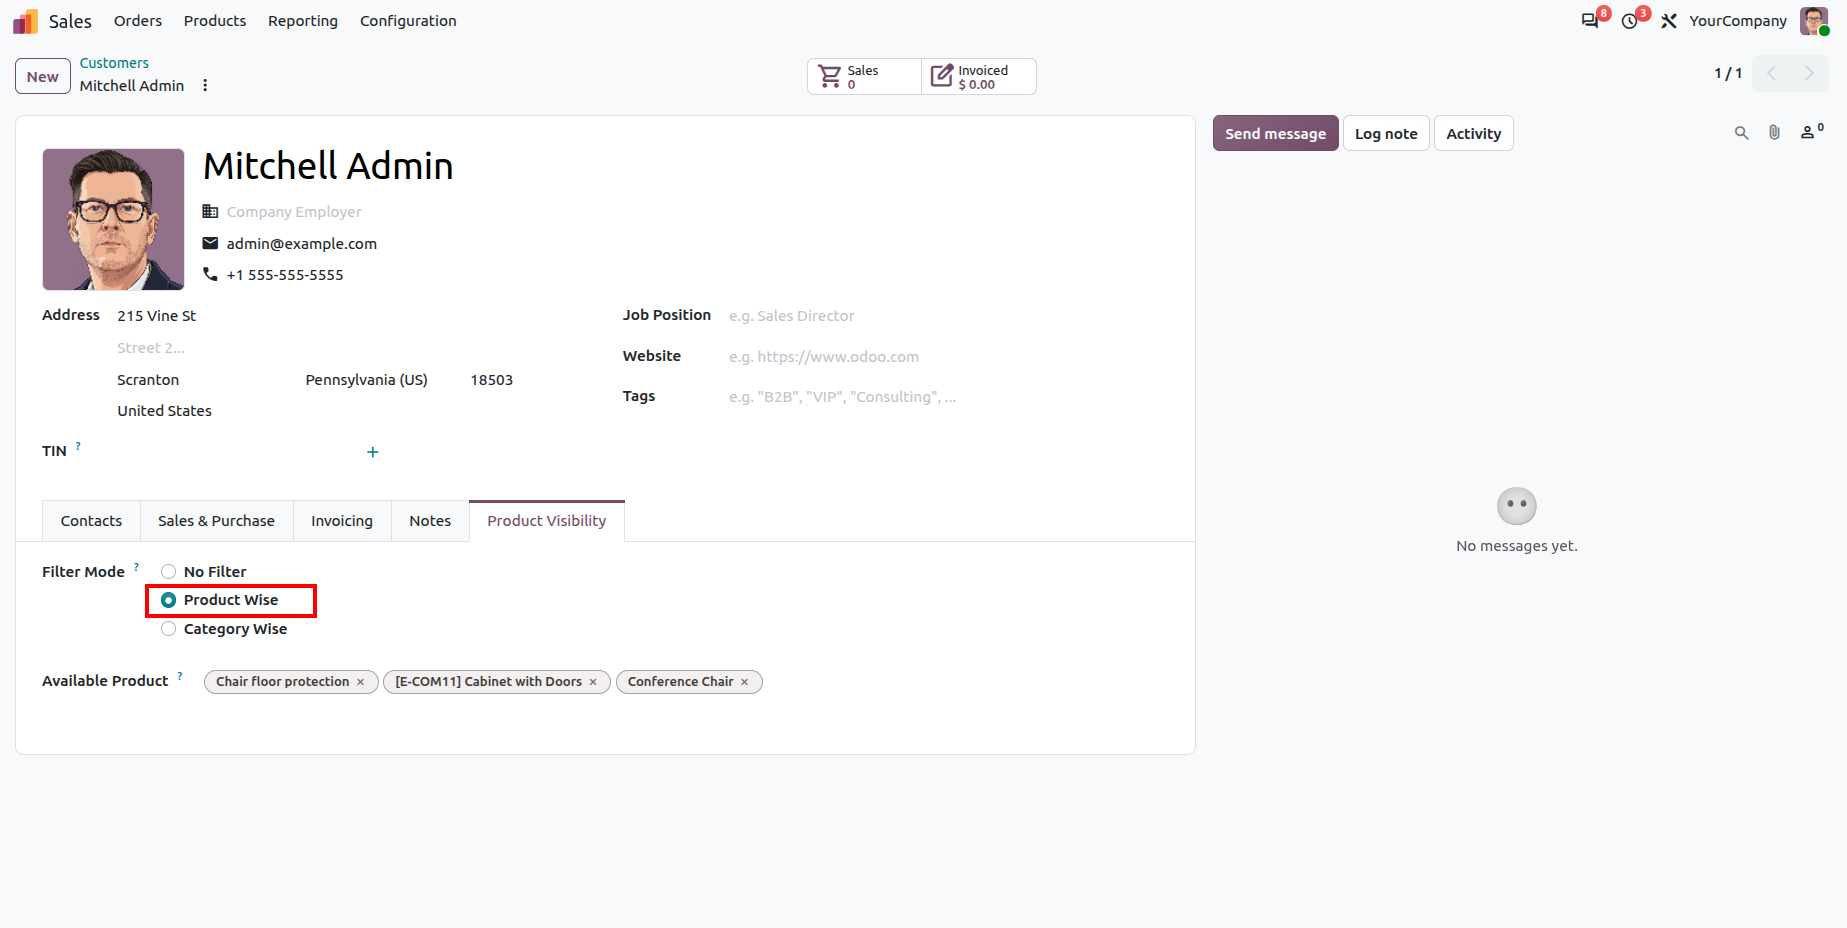 Sales Orders Products Reporting Configuration 8 3 YourCompany
New Customers
Mitchell Admin
Sales
0
Invoiced
$ 0.00
1 / 1
Mitchell Admin
Company Employer
admin@example.com
+1 555-555-5555
Address 215 Vine St
Street 2...
Scranton Pennsylvania (US) 18503
United States
TIN ?
+
Job Position e.g. Sales Director
Website e.g. https://www.odoo.com
Tags e.g. "B2B", "VIP", "Consulting", ...
Contacts Sales & Purchase Invoicing Notes Product Visibility
Filter Mode ? No Filter
Product Wise
Category Wise
Available Product ? Chair floor protection × [E-COM11] Cabinet with Doors × Conference Chair ×
Send message Log note Activity 0
No messages yet.